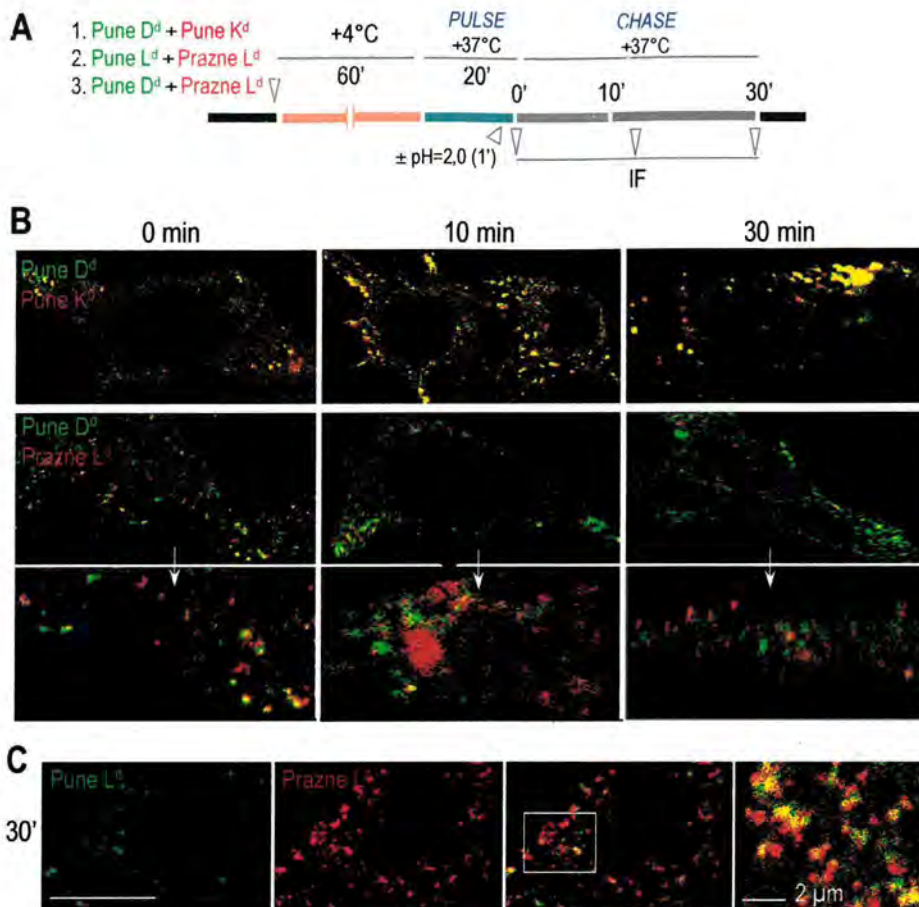 A
1. Pune Dᵈ + Pune Kᵈ
2. Pune Lᵈ + Prazne Lᵈ
3. Pune Dᵈ + Prazne Lᵈ
+4°C
60'
PULSE
+37°C
20'
CHASE
+37°C
0'
10'
30'
± pH=2,0 (1')
IF
B
0 min
10 min
30 min
Pune Dᵈ
Pune Kᵈ
Pune Dᵈ
Prazne Lᵈ
C
30'
Pune Lᵈ
Prazne L
2 µm